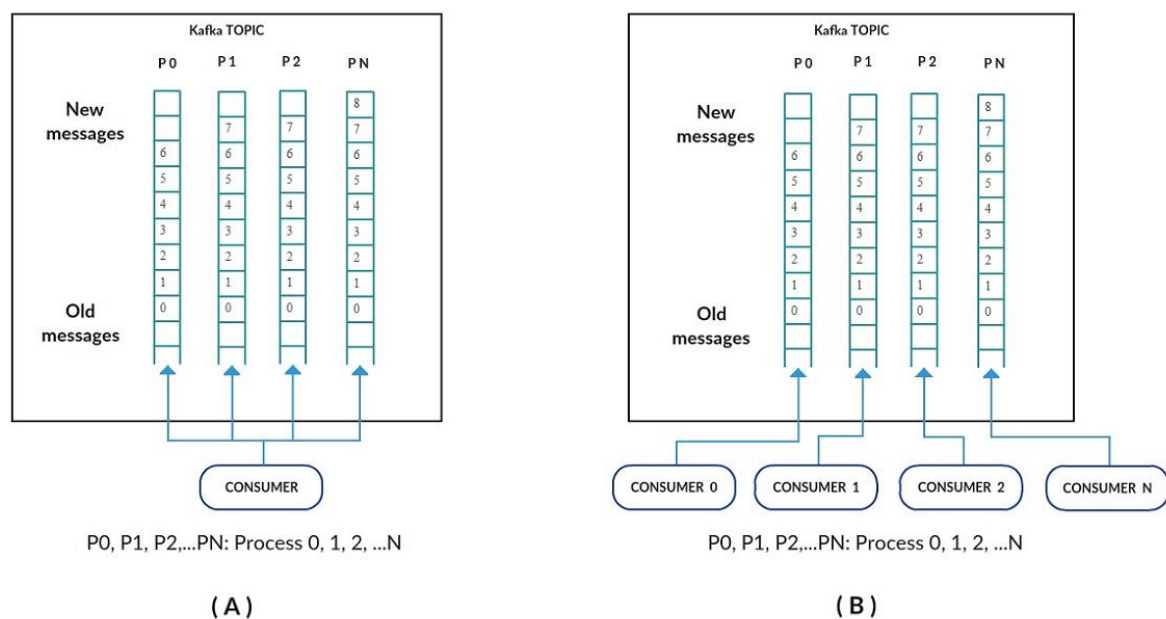 Kafka TOPIC
P0 P1 P2 PN
New
messages
8
7 7 7
6 6 6 6
5 5 5 5
4 4 4 4
3 3 3 3
2 2 2 2
1 1 1 1
Old
messages
0 0 0 0
CONSUMER
P0, P1, P2,...PN: Process 0, 1, 2, ...N
( A )
Kafka TOPIC
P0 P1 P2 PN
New
messages
8
7 7 7
6 6 6 6
5 5 5 5
4 4 4 4
3 3 3 3
2 2 2 2
1 1 1 1
Old
messages
0 0 0 0
CONSUMER 0 CONSUMER 1 CONSUMER 2 CONSUMER N
P0, P1, P2,...PN: Process 0, 1, 2, ...N
( B )